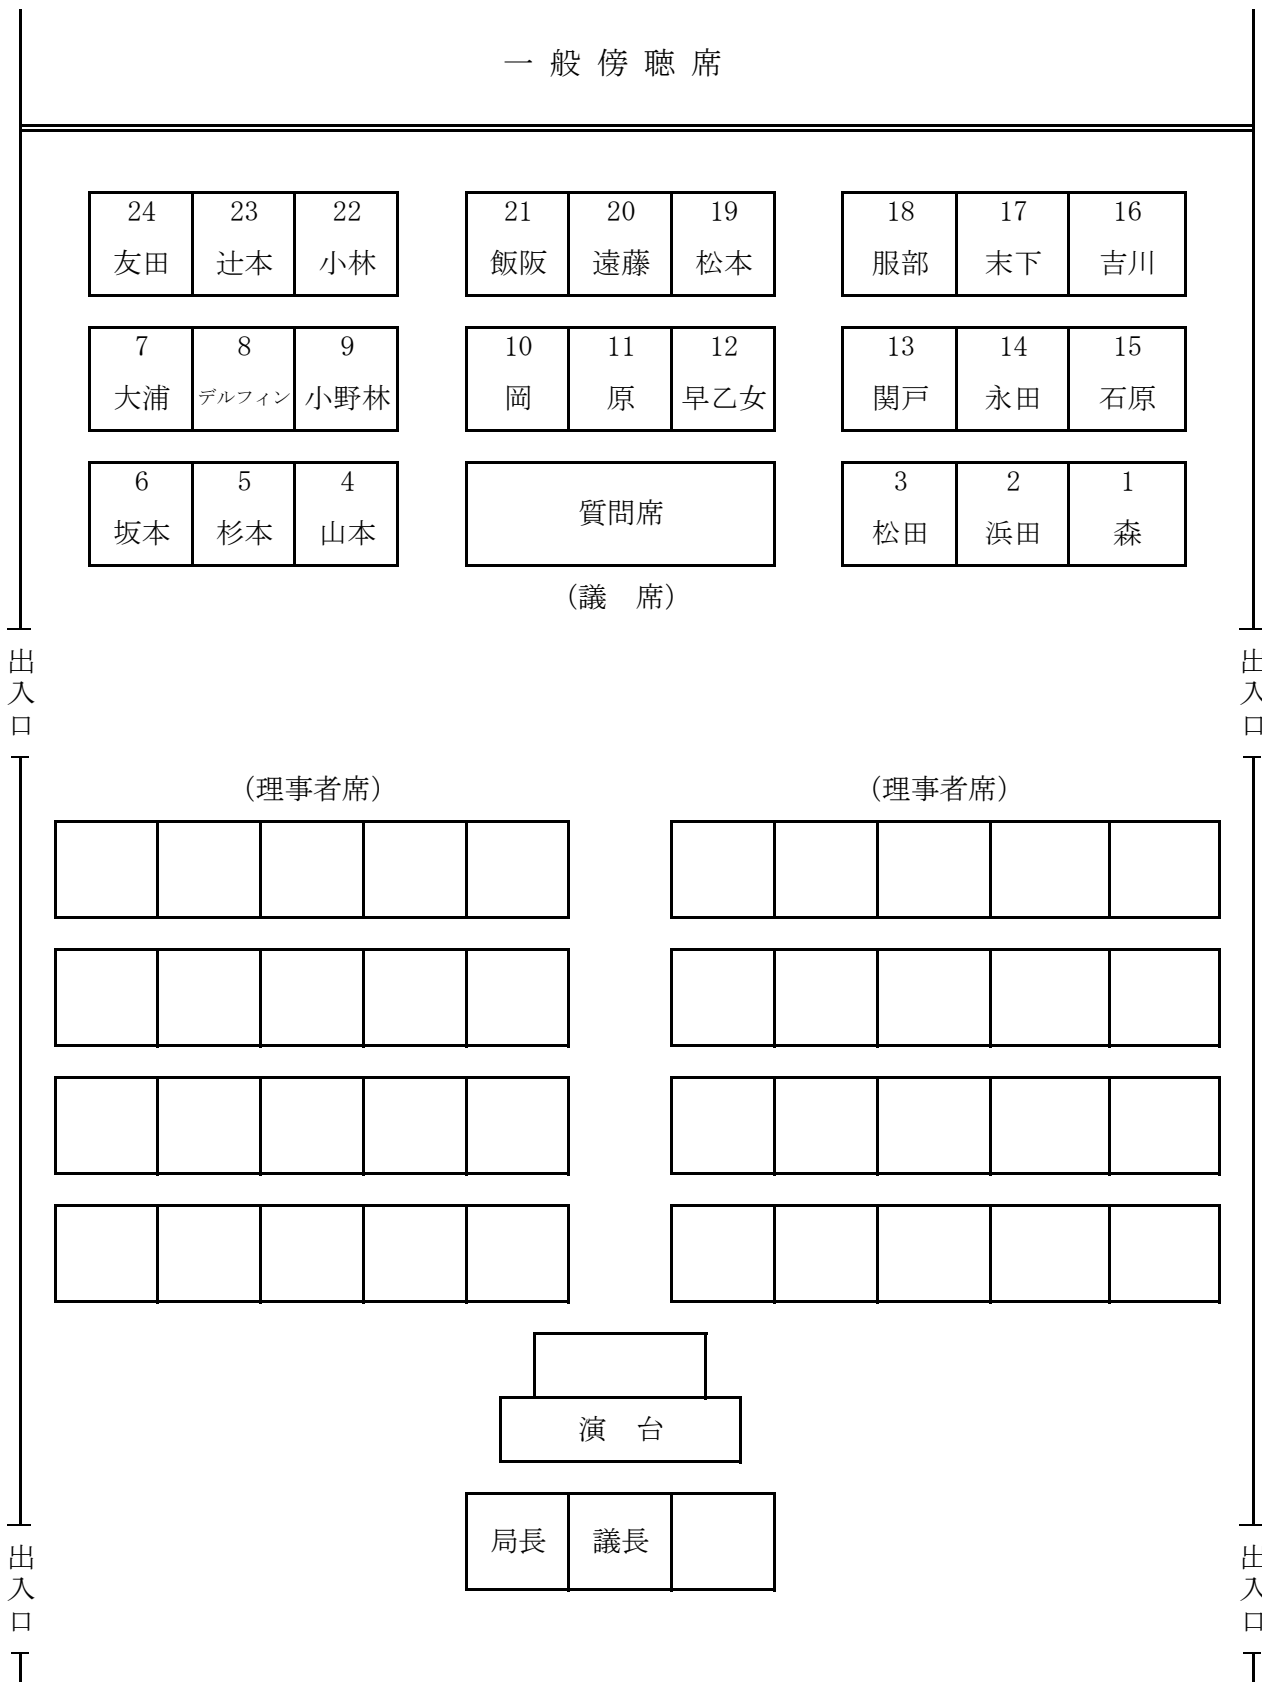 一般傍聴席
24 23 22 21 20 19 18 17 16
友田 辻本 小林 飯阪 遠藤 松本 服部 末下 吉川
7 8 9 10 11 12 13 14 15
大浦 デルフィン 小野林 岡 原 早乙女 関戸 永田 石原
6 5 4 3 2 1
坂本 杉本 山本 質問席 松田 浜田 森
(議 席)
出入口
出入口
(理事者席) (理事者席)
演 台
局長 議長
出入口
出入口